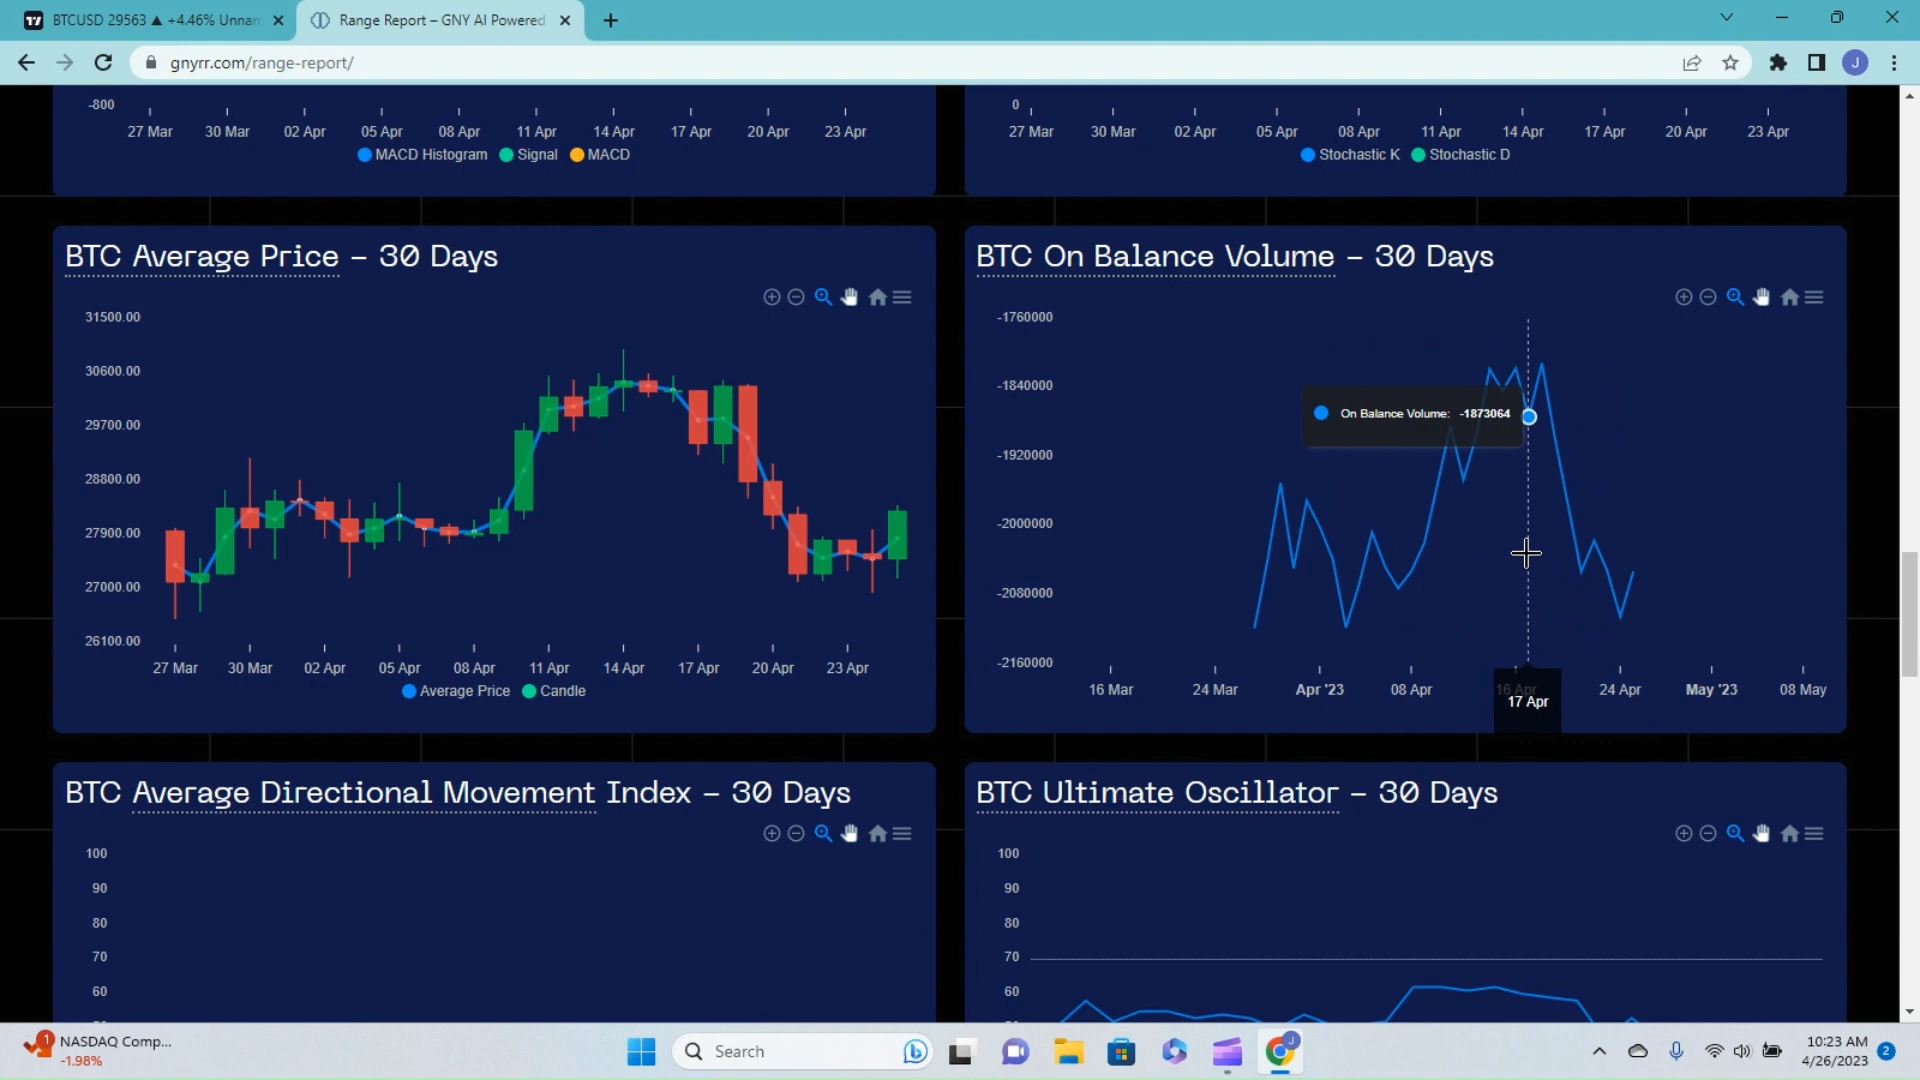 BTCUSD 29563 ▲ +4.46% Unnam
Range Report – GNY AI Powered
gnyrr.com/range-report/
J
-800
27 Mar 30 Mar 02 Apr 05 Apr 08 Apr 11 Apr 14 Apr 17 Apr 20 Apr 23 Apr
MACD Histogram Signal MACD
0
27 Mar 30 Mar 02 Apr 05 Apr 08 Apr 11 Apr 14 Apr 17 Apr 20 Apr 23 Apr
Stochastic K Stochastic D
BTC Average Price – 30 Days
31500.00
30600.00
29700.00
28800.00
27900.00
27000.00
26100.00
27 Mar 30 Mar 02 Apr 05 Apr 08 Apr 11 Apr 14 Apr 17 Apr 20 Apr 23 Apr
Average Price Candle
BTC On Balance Volume – 30 Days
-1760000
-1840000
On Balance Volume: -1873064
-1920000
-2000000
-2080000
-2160000
16 Mar 24 Mar Apr '23 08 Apr 16 Apr 24 Apr May '23 08 May
17 Apr
BTC Average Directional Movement Index – 30 Days
100
90
80
70
60
BTC Ultimate Oscillator – 30 Days
100
90
80
70
60
1
NASDAQ Comp...
-1.98%
Search
J
10:23 AM
4/26/2023
2